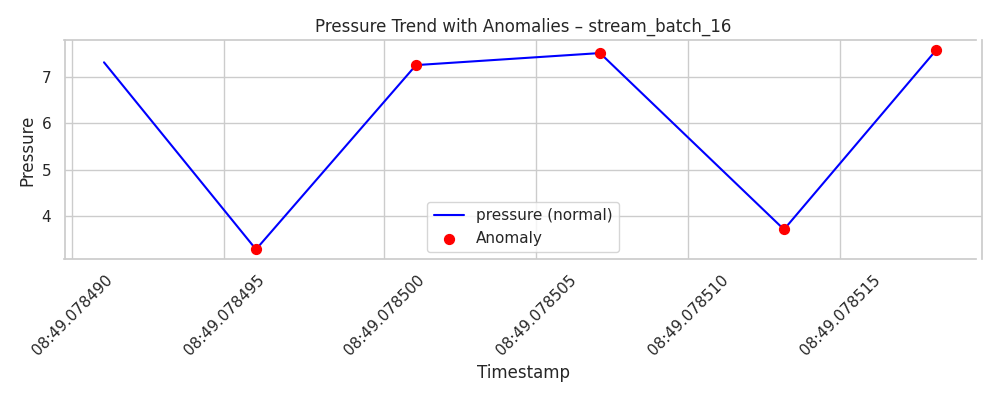 Pressure Trend with Anomalies – stream_batch_16
Pressure
7
6
5
4
pressure (normal)
Anomaly
08:49.078490
08:49.078495
08:49.078500
08:49.078505
08:49.078510
08:49.078515
Timestamp